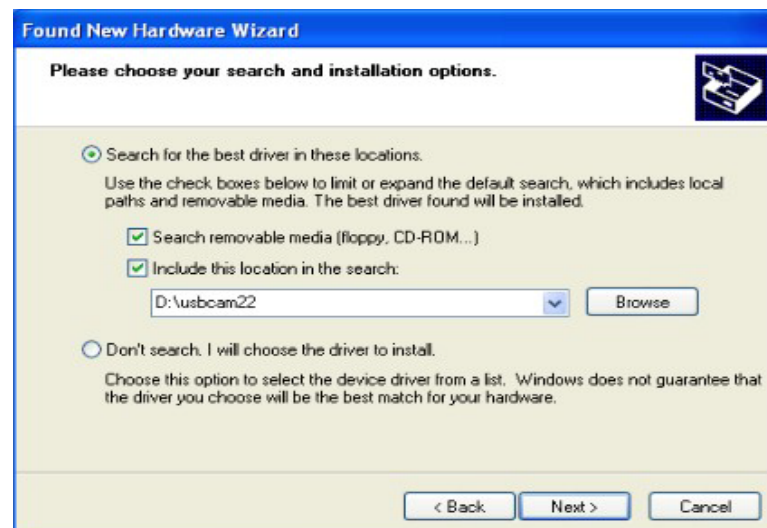 Found New Hardware Wizard
Please choose your search and installation options.
Search for the best driver in these locations.
Use the check boxes below to limit or expand the default search, which includes local
paths and removable media. The best driver found will be installed.
Search removable media (floppy, CD-ROM...)
Include this location in the search:
D:\usbcam22
Browse
Don't search. I will choose the driver to install.
Choose this option to select the device driver from a list. Windows does not guarantee that
the driver you choose will be the best match for your hardware.
< Back Next > Cancel